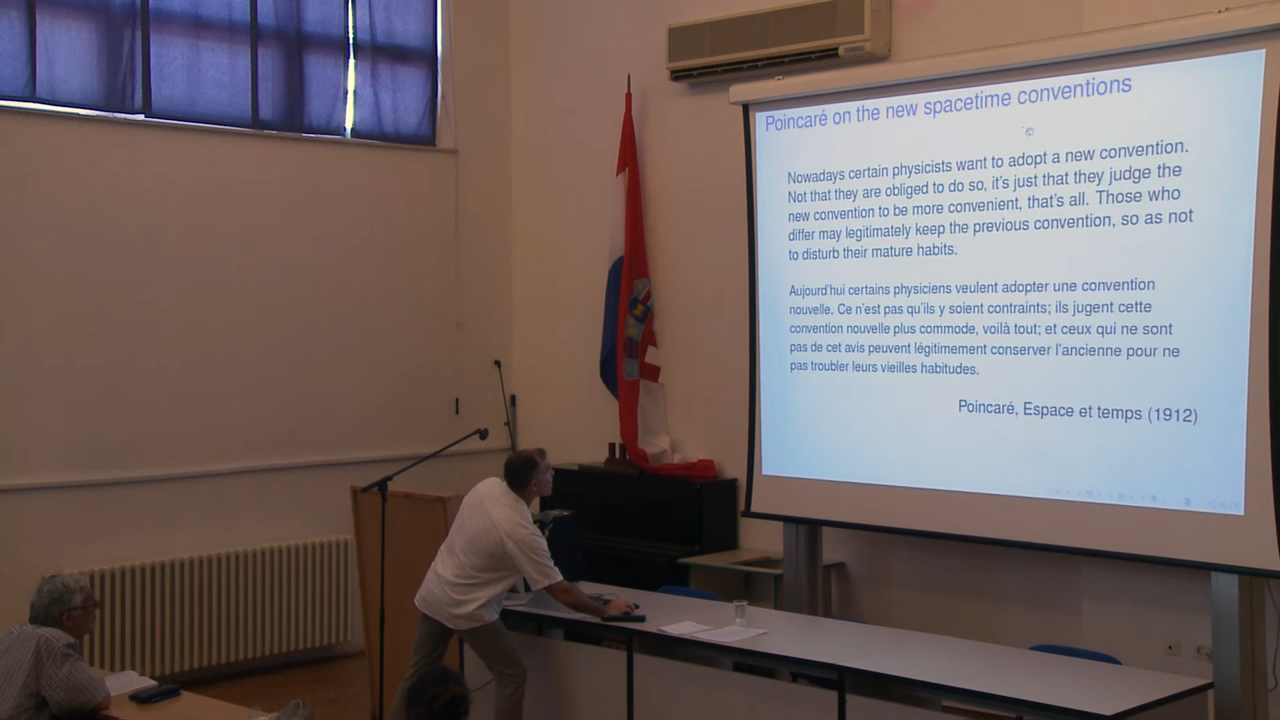 Poincaré on the new spacetime conventions
Nowadays certain physicists want to adopt a new convention.
Not that they are obliged to do so, it's just that they judge the
new convention to be more convenient, that's all. Those who
differ may legitimately keep the previous convention, so as not
to disturb their mature habits.
Aujourd'hui certains physiciens veulent adopter une convention
nouvelle. Ce n'est pas qu'ils y soient contraints; ils jugent cette
convention nouvelle plus commode, voilà tout; et ceux qui ne sont
pas de cet avis peuvent légitimement conserver l'ancienne pour ne
pas troubler leurs vieilles habitudes.
Poincaré, Espace et temps (1912)